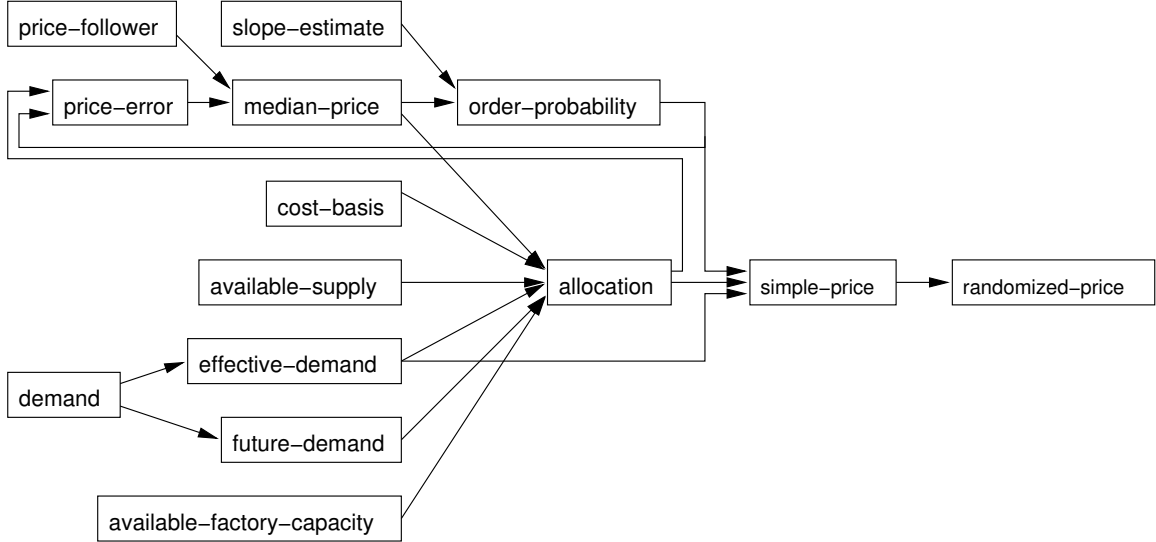 price−follower
slope−estimate
price−error
median−price
order−probability
cost−basis
available−supply
allocation
simple−price
randomized−price
effective−demand
demand
future−demand
available−factory−capacity